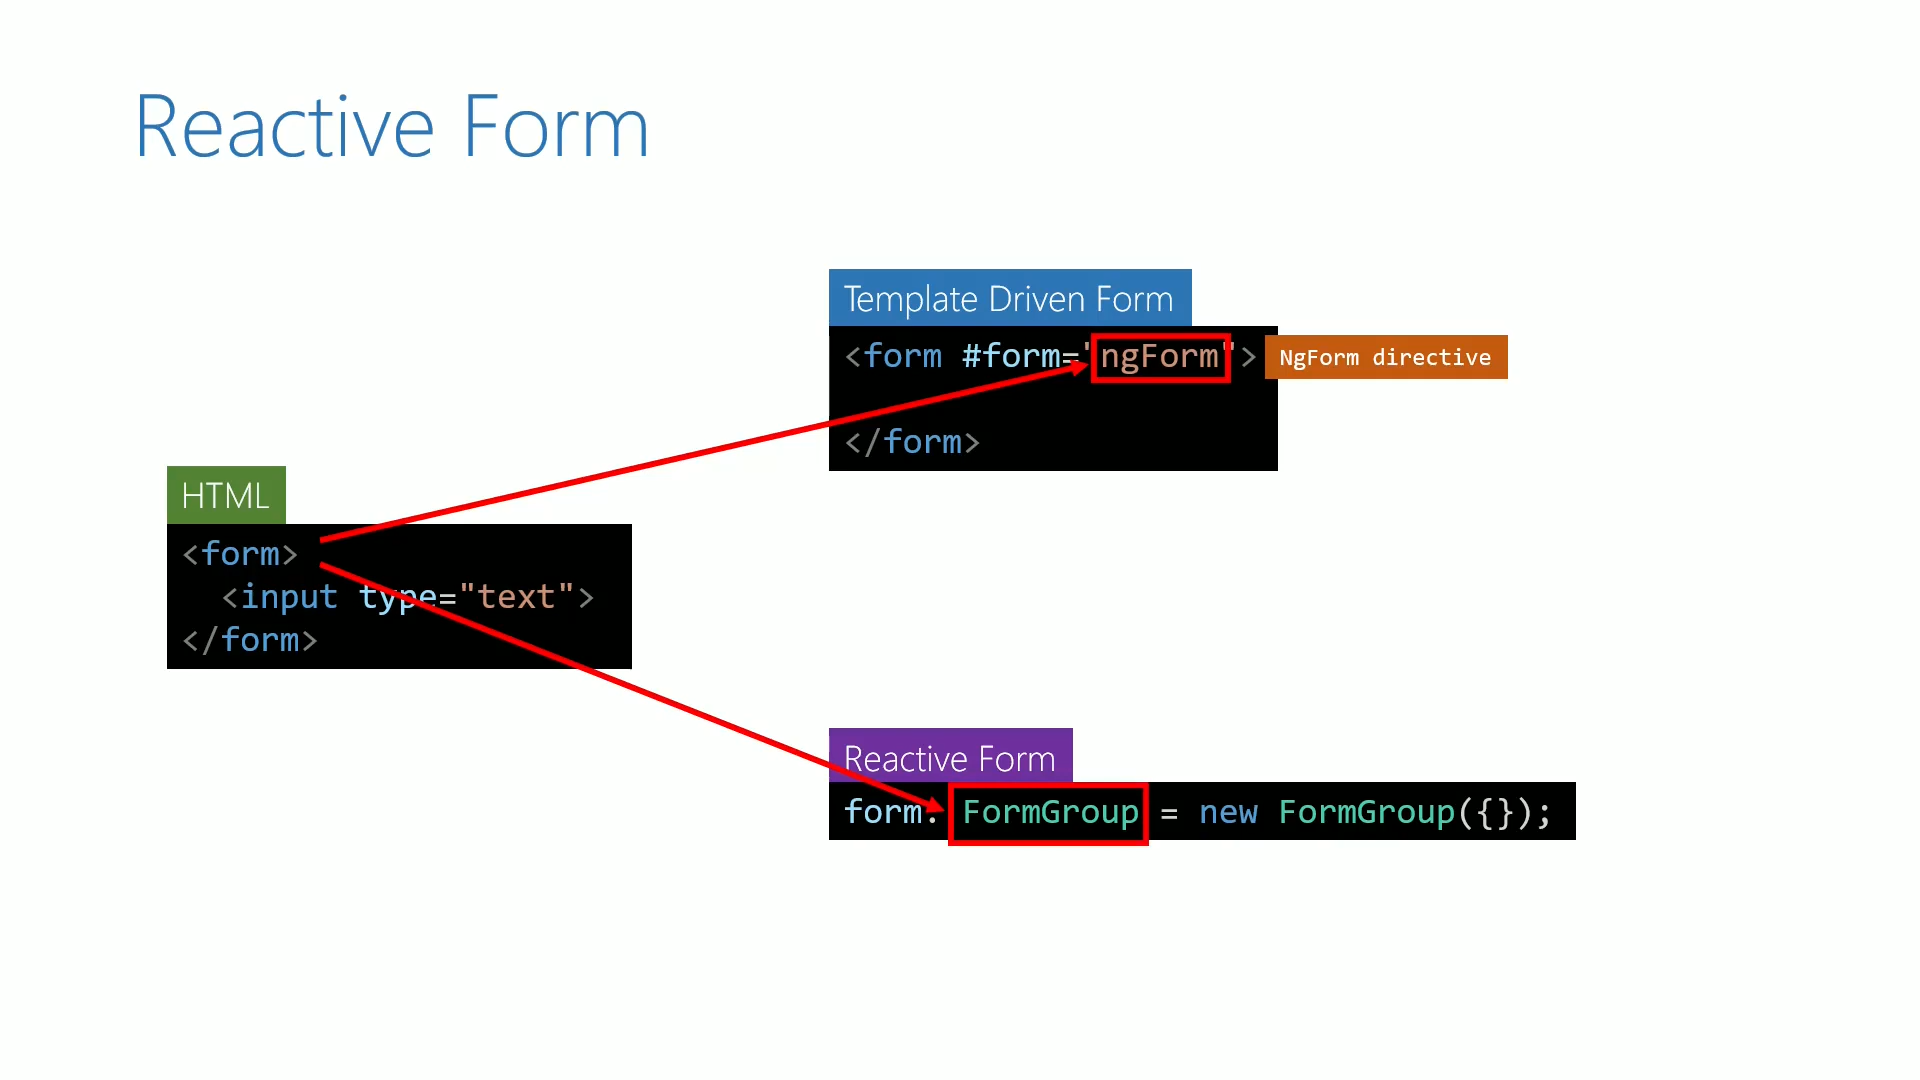 Reactive Form
Template Driven Form
<form #form="ngForm"> NgForm directive
</form>
HTML
<form>
<input type="text">
</form>
Reactive Form
form: FormGroup = new FormGroup({});